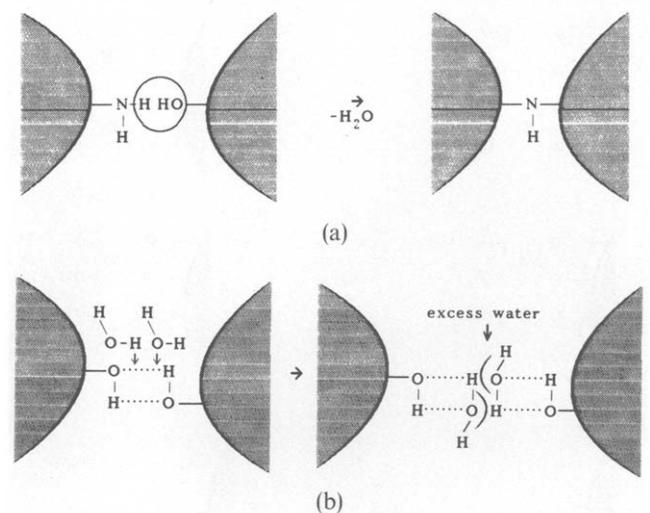 N H HO N
H H
→
-H₂O
(a)
H H
O-H O-H
O H
H O
→
excess water
H
O H O H
H O H O
H
(b)